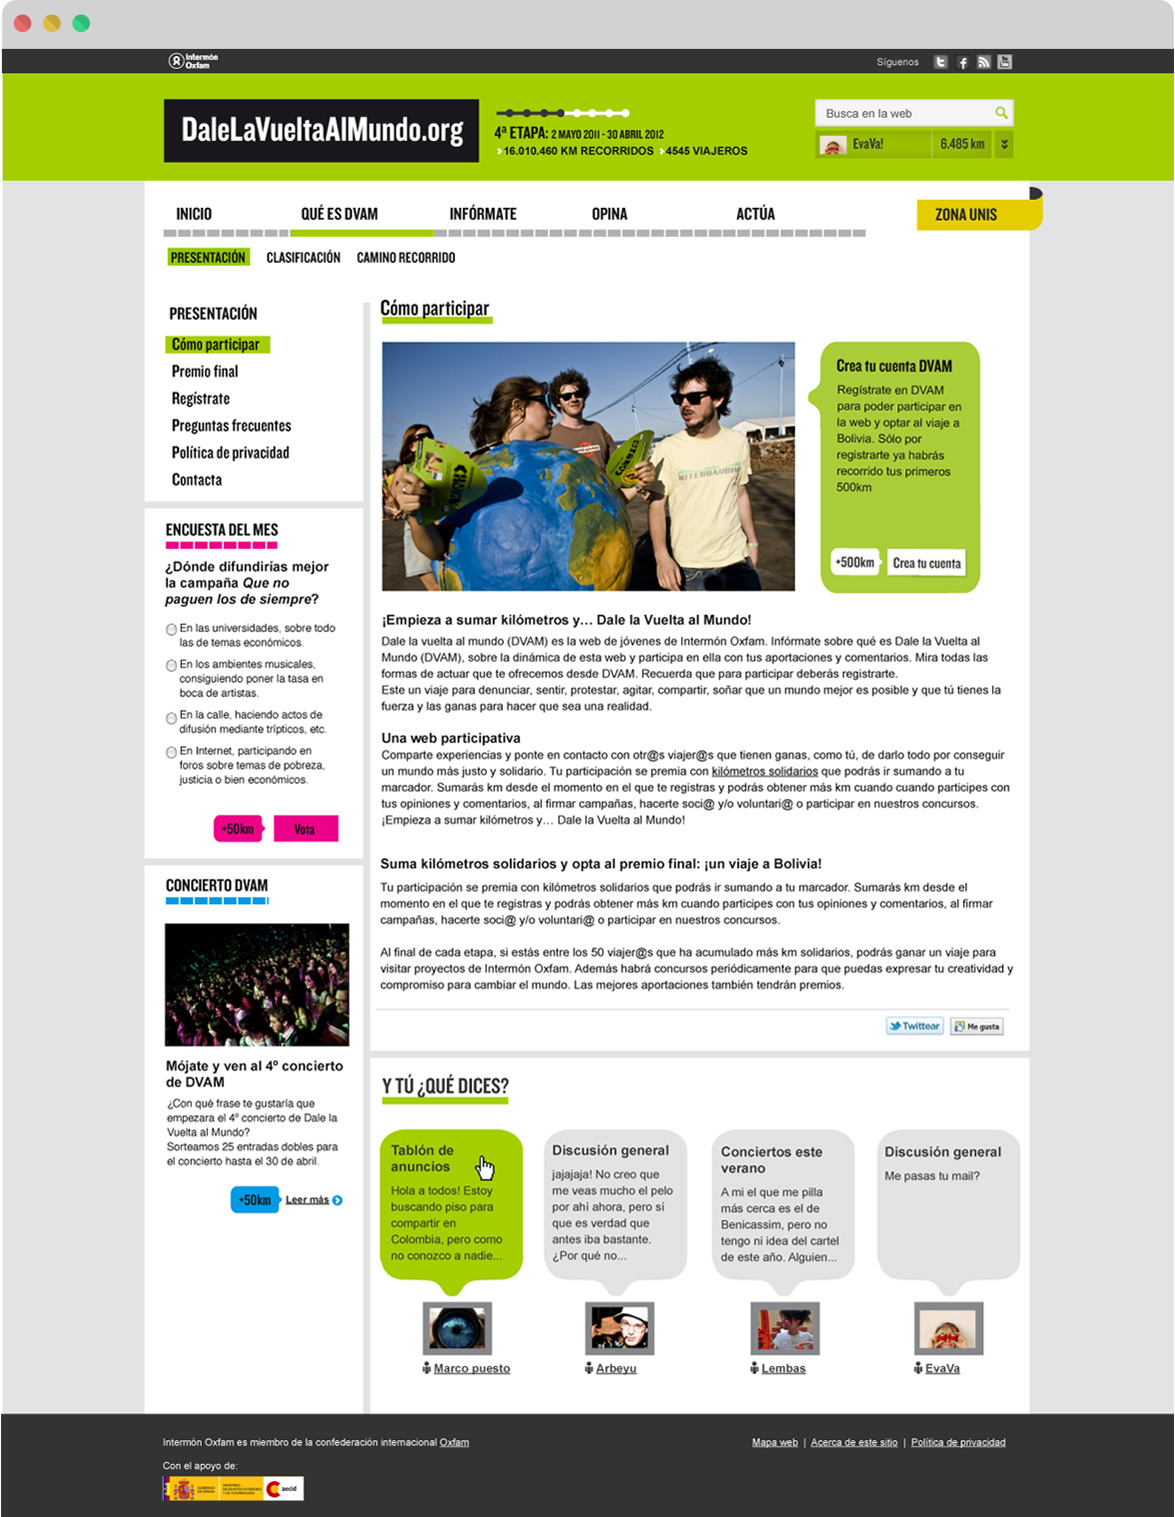 Intermón
Oxfam
Síguenos
DaleLaVueltaAlMundo.org
4ª ETAPA: 2 MAYO 2011 - 30 ABRIL 2012
16.010.460 KM RECORRIDOS 4545 VIAJEROS
Busca en la web
EvaVa! 6.485 km
INICIO QUÉ ES DVAM INFÓRMATE OPINA ACTÚA ZONA UNIS
PRESENTACIÓN CLASIFICACIÓN CAMINO RECORRIDO
PRESENTACIÓN
Cómo participar
Premio final
Regístrate
Preguntas frecuentes
Política de privacidad
Contacta
ENCUESTA DEL MES
¿Dónde difundirías mejor
la campaña Que no
paguen los de siempre?
En las universidades, sobre todo
las de temas económicos.
En los ambientes musicales,
consiguiendo poner la tasa en
boca de artistas.
En la calle, haciendo actos de
difusión mediante trípticos, etc.
En Internet, participando en
foros sobre temas de pobreza,
justicia o bien económicos.
+50km Vota
CONCIERTO DVAM
Mójate y ven al 4º concierto
de DVAM
¿Con qué frase te gustaría que
empezara el 4º concierto de Dale la
Vuelta al Mundo?
Sorteamos 25 entradas dobles para
el concierto hasta el 30 de abril.
+50km Leer más
Cómo participar
Crea tu cuenta DVAM
Regístrate en DVAM
para poder participar en
la web y optar al viaje a
Bolivia. Sólo por
registrarte ya habrás
recorrido tus primeros
500km
+500km Crea tu cuenta
¡Empieza a sumar kilómetros y… Dale la Vuelta al Mundo!
Dale la vuelta al mundo (DVAM) es la web de jóvenes de Intermón Oxfam. Infórmate sobre qué es Dale la Vuelta al
Mundo (DVAM), sobre la dinámica de esta web y participa en ella con tus aportaciones y comentarios. Mira todas las
formas de actuar que te ofrecemos desde DVAM. Recuerda que para participar deberás registrarte.
Este un viaje para denunciar, sentir, protestar, agitar, compartir, soñar que un mundo mejor es posible y que tú tienes la
fuerza y las ganas para hacer que sea una realidad.
Una web participativa
Comparte experiencias y ponte en contacto con otr@s viajer@s que tienen ganas, como tú, de darlo todo por conseguir
un mundo más justo y solidario. Tu participación se premia con kilómetros solidarios que podrás ir sumando a tu
marcador. Sumarás km desde el momento en el que te registras y podrás obtener más km cuando cuando participes con
tus opiniones y comentarios, al firmar campañas, hacerte soci@ y/o voluntari@ o participar en nuestros concursos.
¡Empieza a sumar kilómetros y… Dale la Vuelta al Mundo!
Suma kilómetros solidarios y opta al premio final: ¡un viaje a Bolivia!
Tu participación se premia con kilómetros solidarios que podrás ir sumando a tu marcador. Sumarás km desde el
momento en el que te registras y podrás obtener más km cuando participes con tus opiniones y comentarios, al firmar
campañas, hacerte soci@ y/o voluntari@ o participar en nuestros concursos.
Al final de cada etapa, si estás entre los 50 viajer@s que ha acumulado más km solidarios, podrás ganar un viaje para
visitar proyectos de Intermón Oxfam. Además habrá concursos periódicamente para que puedas expresar tu creatividad y
compromiso para cambiar el mundo. Las mejores aportaciones también tendrán premios.
Twittear Me gusta
Y TÚ ¿QUÉ DICES?
Tablón de
anuncios
Hola a todos! Estoy
buscando piso para
compartir en
Colombia, pero como
no conozco a nadie...
Marco puesto
Discusión general
jajajaja! No creo que
me veas mucho el pelo
por ahi ahora, pero si
que es verdad que
antes iba bastante.
¿Por qué no...
Arbeyu
Conciertos este
verano
A mi el que me pilla
más cerca es el de
Benicassim, pero no
tengo ni idea del cartel
de este año. Alguien...
Lembas
Discusión general
Me pasas tu mail?
EvaVa
Intermón Oxfam es miembro de la confederación internacional Oxfam
Mapa web | Acerca de este sitio | Política de privacidad
Con el apoyo de:
aecid